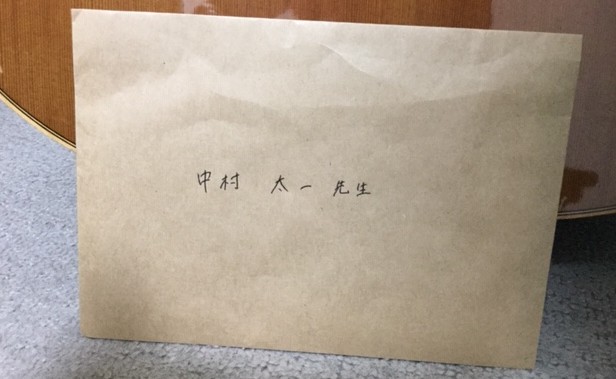 中村 太一 先生